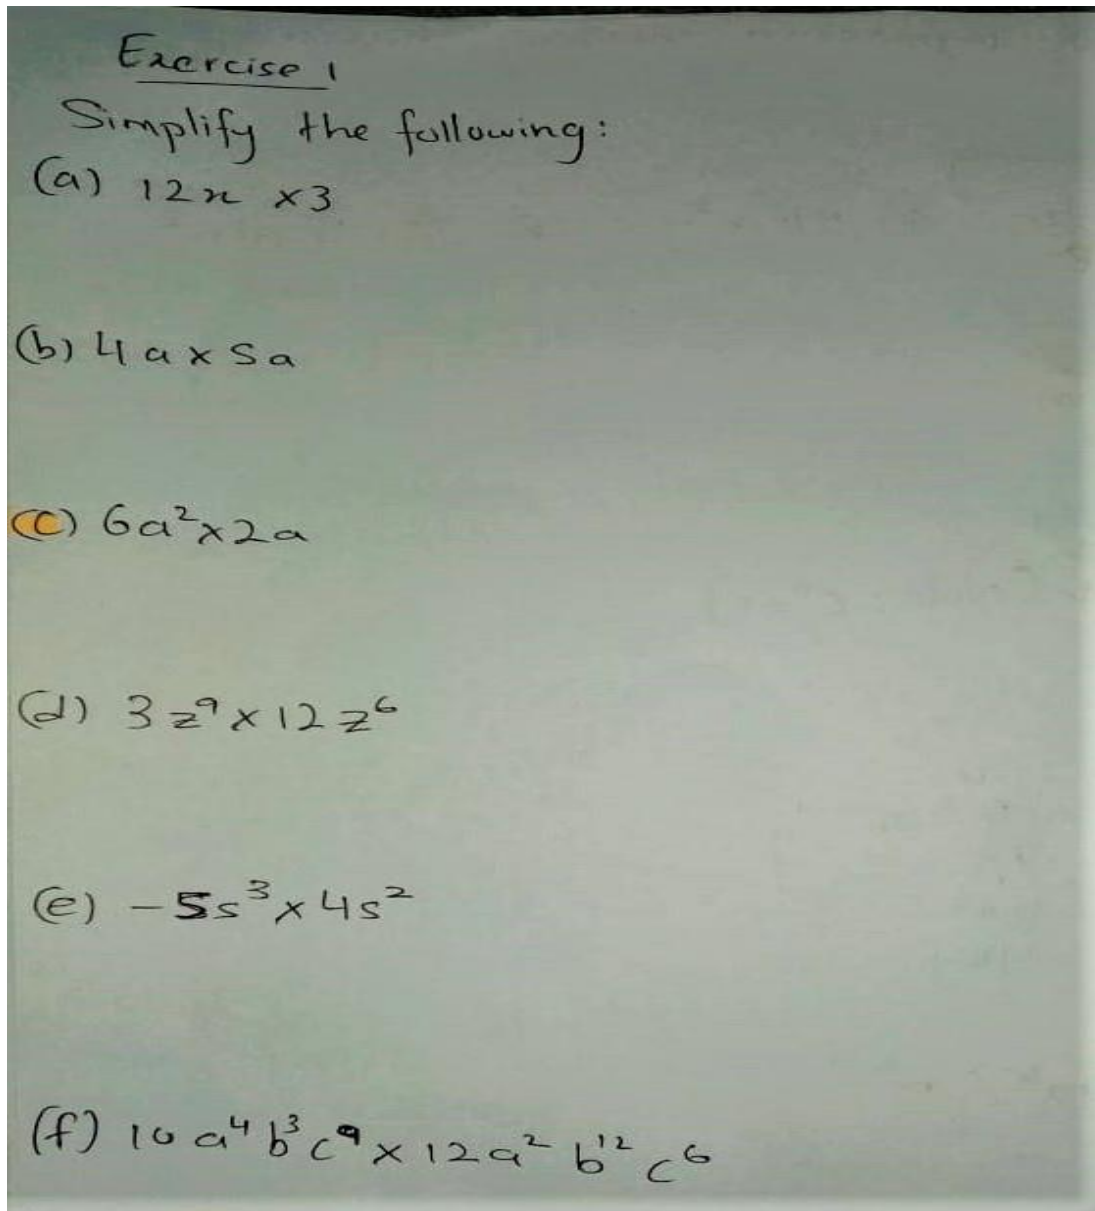 Exercise 1
Simplify the following:
(a) 12x × 3
(b) 4a × 5a
(c) 6a² × 2a
(d) 3z⁹ × 12z⁶
(e) -5s³ × 4s²
(f) 10a⁴b³c⁹ × 12a²b¹²c⁶